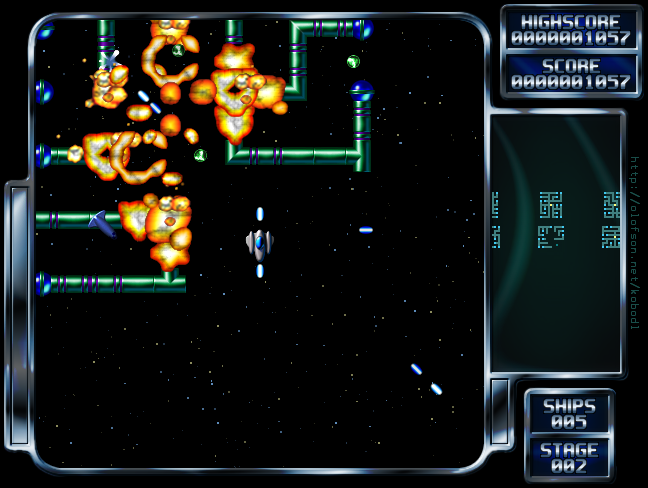 HIGHSCORE
0000001057
SCORE
0000001057
http://olofson.net/kobodl
SHIPS
005
STAGE
002